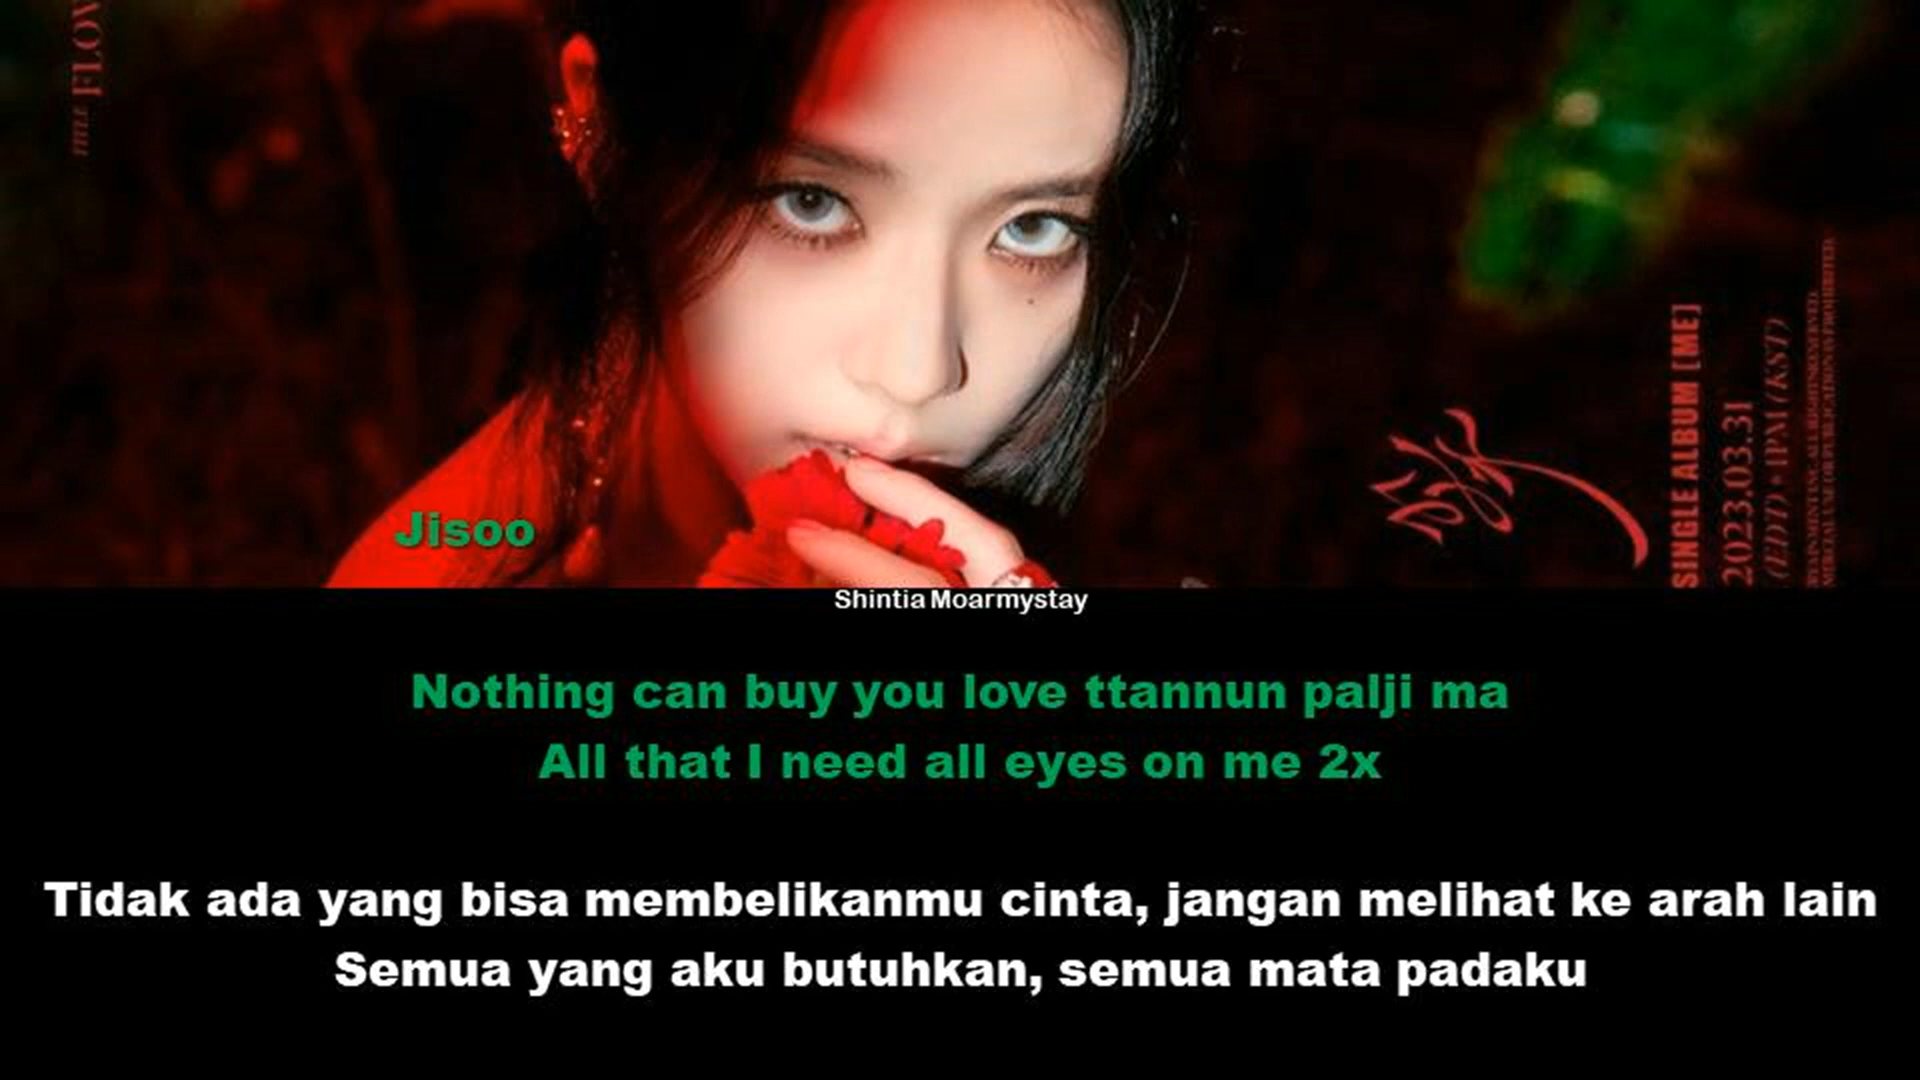 TITLE FLOW
Jisoo
SINGLE ALBUM [ME]
2023.03.31
(EDT) • 1PM (KST)
Shintia Moarmystay
Nothing can buy you love ttannun palji ma
All that I need all eyes on me 2x
Tidak ada yang bisa membelikanmu cinta, jangan melihat ke arah lain
Semua yang aku butuhkan, semua mata padaku